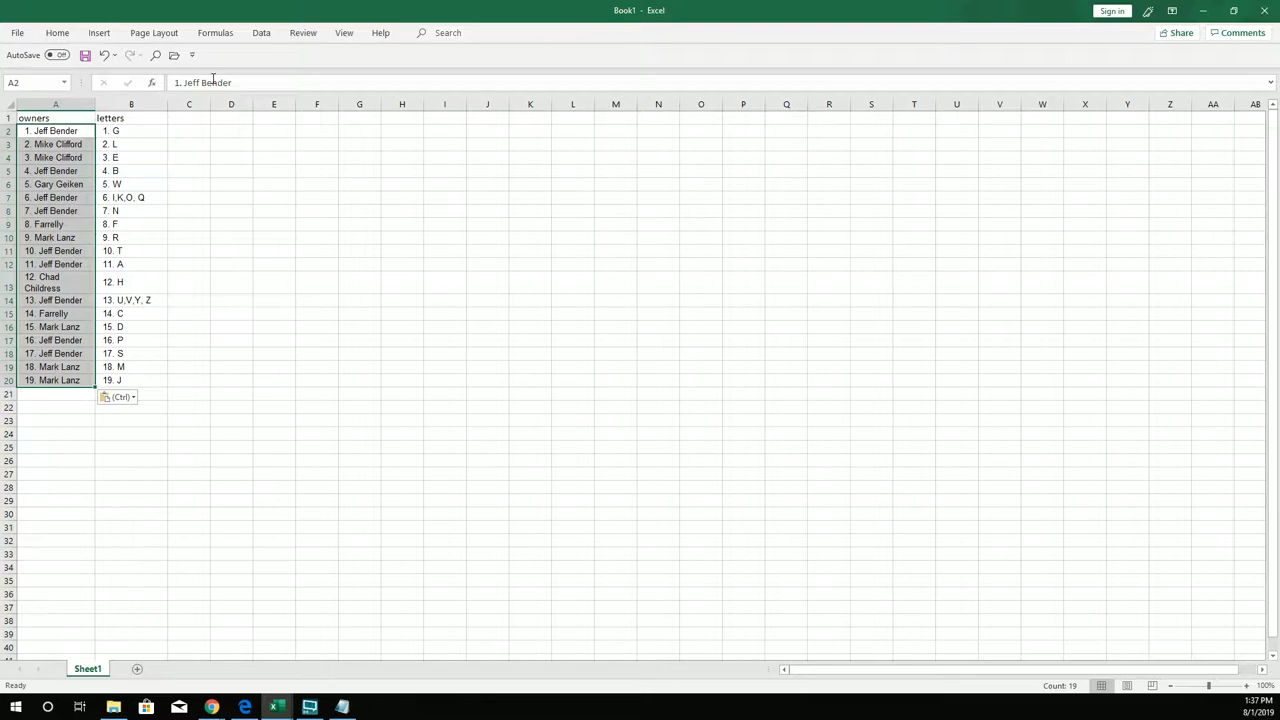 Book1 - Excel
Sign in
File Home Insert Page Layout Formulas Data Review View Help Search Share Comments
AutoSave Off
A2 fx 1. Jeff Bender
A B C D E F G H I J K L M N O P Q R S T U V W X Y Z AA AB
1 owners letters
2 1. Jeff Bender 1. G
3 2. Mike Clifford 2. L
4 3. Mike Clifford 3. E
5 4. Jeff Bender 4. B
6 5. Gary Geiken 5. W
7 6. Jeff Bender 6. I,K,O, Q
8 7. Jeff Bender 7. N
9 8. Farrelly 8. F
10 9. Mark Lanz 9. R
11 10. Jeff Bender 10. T
12 11. Jeff Bender 11. A
12. Chad
13 Childress 12. H
14 13. Jeff Bender 13. U,V,Y, Z
15 14. Farrelly 14. C
16 15. Mark Lanz 15. D
17 16. Jeff Bender 16. P
18 17. Jeff Bender 17. S
19 18. Mark Lanz 18. M
20 19. Mark Lanz 19. J
21 (Ctrl)
22
23
24
25
26
27
28
29
30
31
32
33
34
35
36
37
38
39
40
Sheet1
Ready Count: 19 100%
1:37 PM
8/1/2019